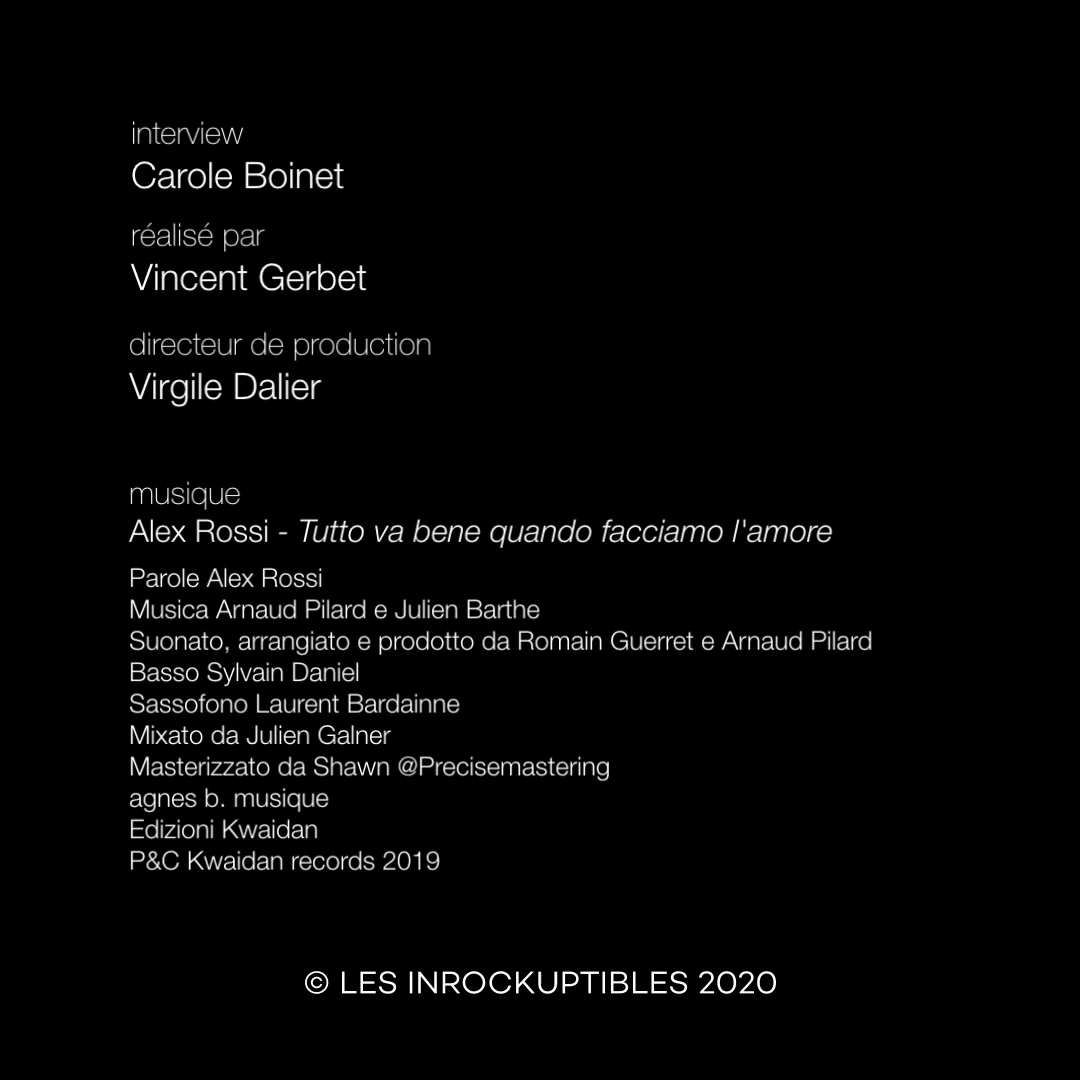 interview
Carole Boinet
réalisé par
Vincent Gerbet
directeur de production
Virgile Dalier
musique
Alex Rossi - Tutto va bene quando facciamo l'amore
Parole Alex Rossi
Musica Arnaud Pilard e Julien Barthe
Suonato, arrangiato e prodotto da Romain Guerret e Arnaud Pilard
Basso Sylvain Daniel
Sassofono Laurent Bardainne
Mixato da Julien Galner
Masterizzato da Shawn @Precisemastering
agnes b. musique
Edizioni Kwaidan
P&C Kwaidan records 2019
© LES INROCKUPTIBLES 2020